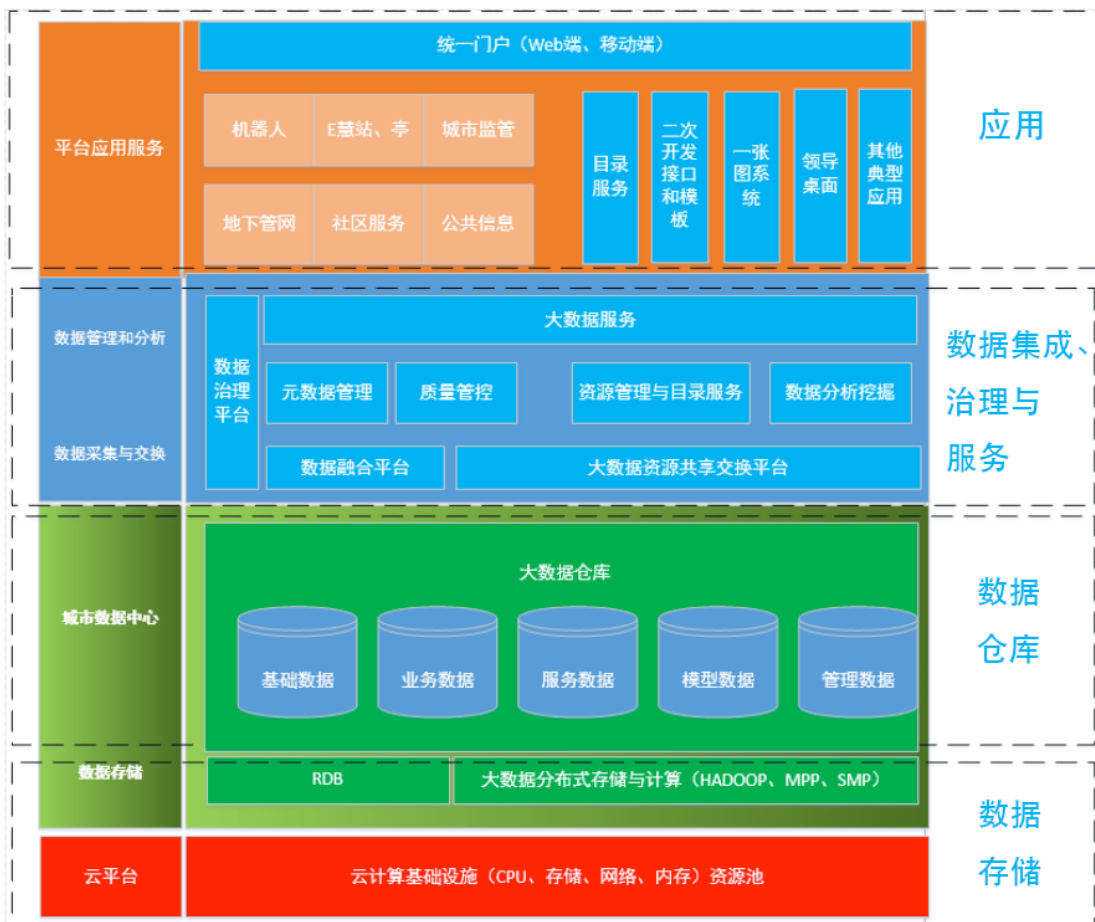 统一门户（Web端、移动端）
平台应用服务
机器人
E慧站、亭
城市监管
地下管网
社区服务
公共信息
目录
服务
二次
开发
接口
和模
板
一张
图系
统
领导
桌面
其他
典型
应用
应用
数据管理和分析
数据采集与交换
数据
治理
平台
大数据服务
元数据管理
质量管控
资源管理与目录服务
数据分析挖掘
数据融合平台
大数据资源共享交换平台
数据集成、
治理与
服务
城市数据中心
大数据仓库
基础数据
业务数据
服务数据
模型数据
管理数据
数据
仓库
数据存储
RDB
大数据分布式存储与计算（HADOOP、MPP、SMP）
云平台
云计算基础设施（CPU、存储、网络、内存）资源池
数据
存储